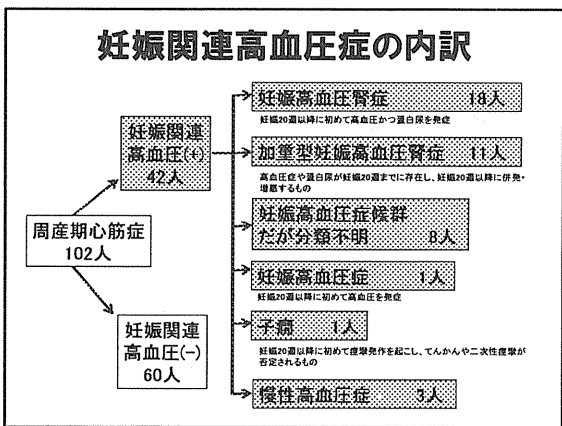 妊娠関連高血圧症の内訳
周産期心筋症
102人
妊娠関連
高血圧(+)
42人
妊娠関連
高血圧(-)
60人
妊娠高血圧腎症 18人
妊娠20週以降に初めて高血圧かつ蛋白尿を発症
加重型妊娠高血圧腎症 11人
高血圧症や蛋白尿が妊娠20週までに存在し、妊娠20週以降に併発・
増悪するもの
妊娠高血圧症候群
だが分類不明 8人
妊娠高血圧症 1人
妊娠20週以降に初めて高血圧を発症
子癇 1人
妊娠20週以降に初めて痙攣発作を起こし、てんかんや二次性痙攣が
否定されるもの
慢性高血圧症 3人